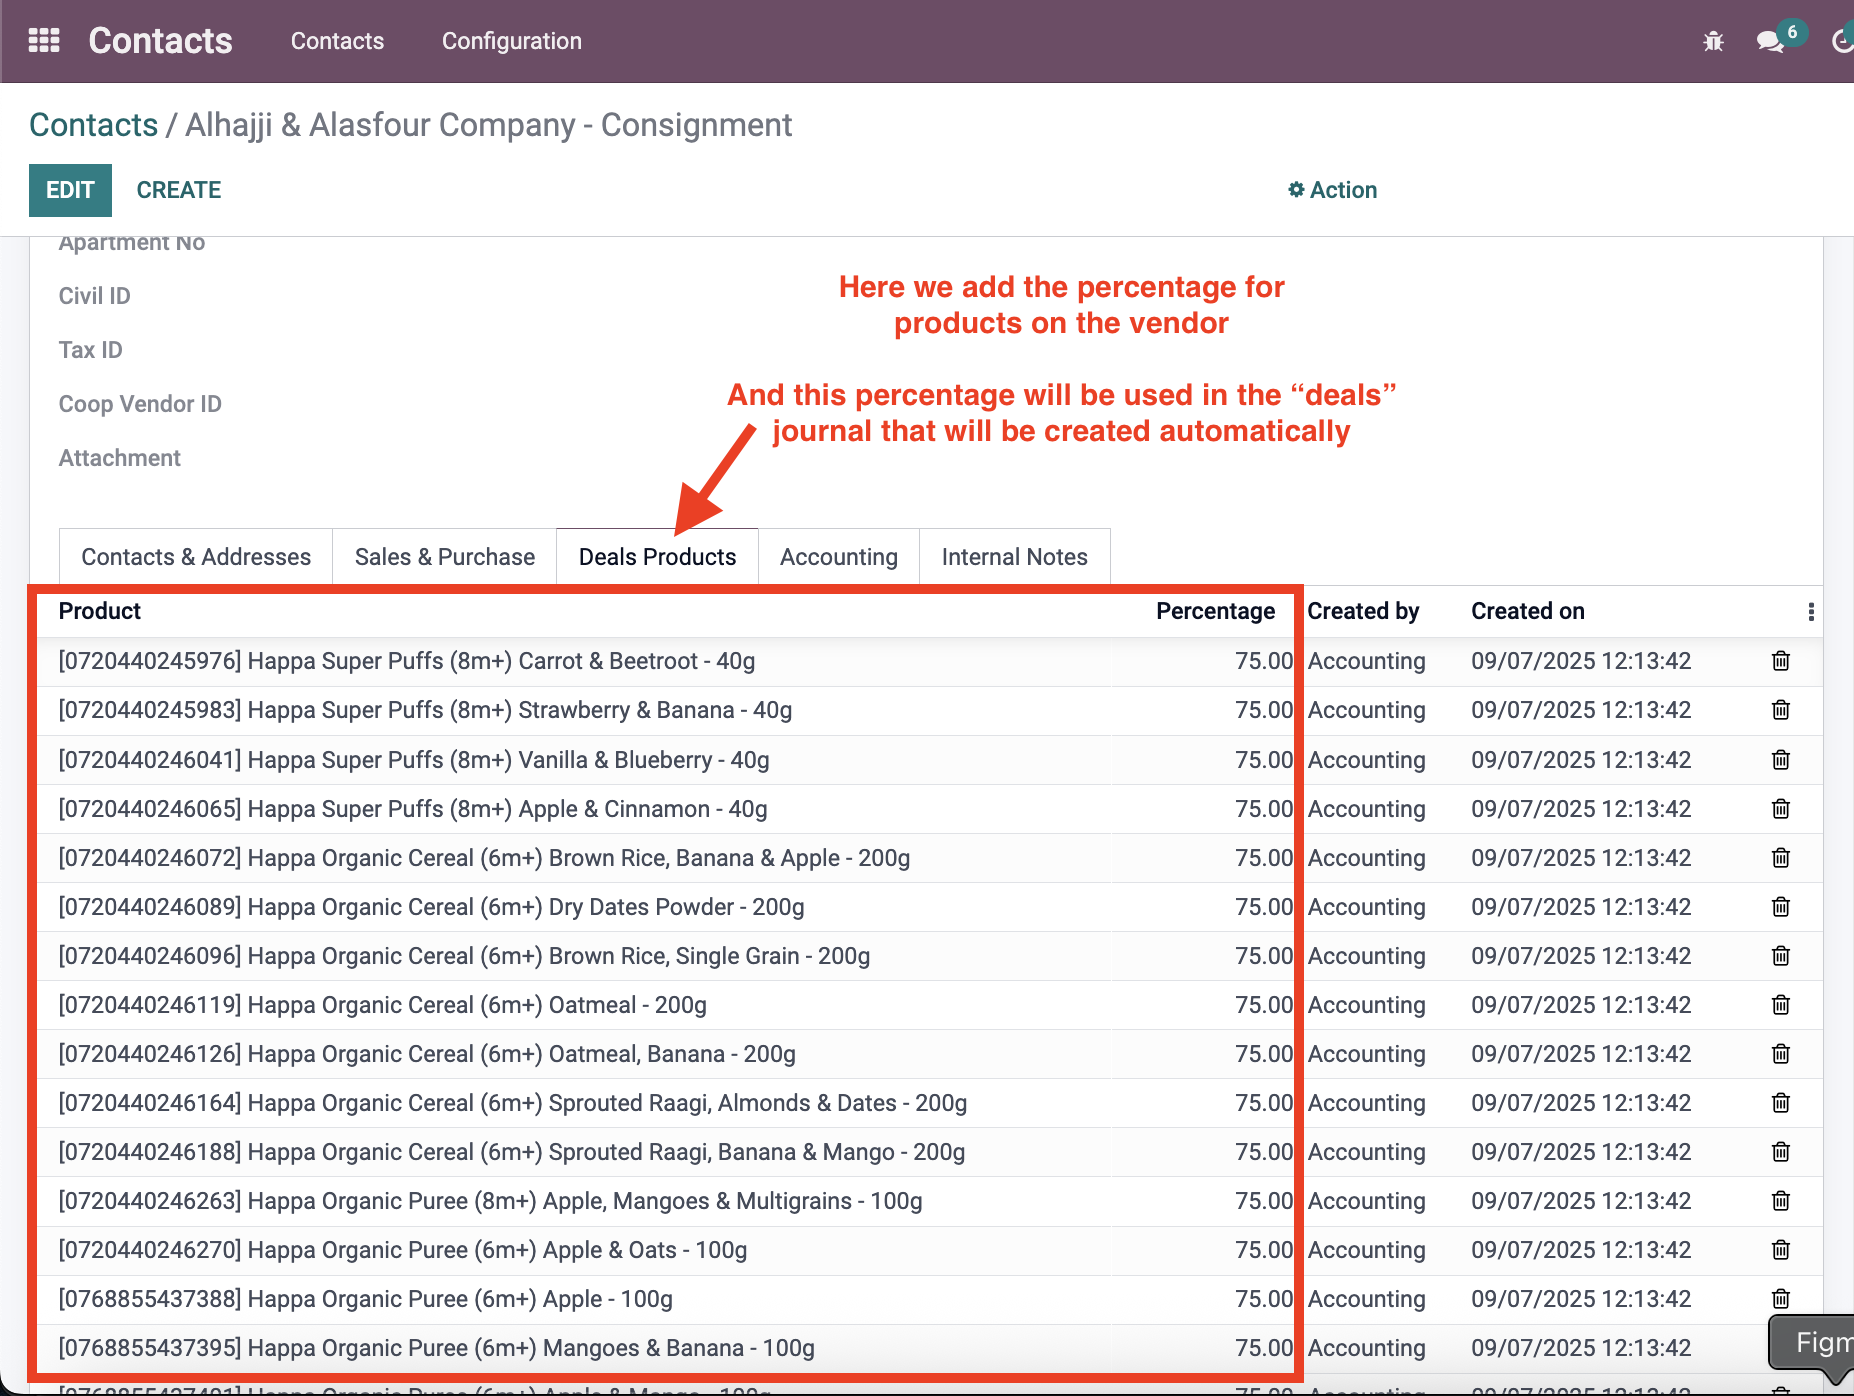 Contacts Contacts Configuration 6
Contacts / Alhajji & Alasfour Company - Consignment
EDIT CREATE Action
Apartment No
Civil ID
Tax ID
Coop Vendor ID
Attachment
Here we add the percentage for
products on the vendor
And this percentage will be used in the “deals”
journal that will be created automatically
Contacts & Addresses Sales & Purchase Deals Products Accounting Internal Notes
Product Percentage Created by Created on
[0720440245976] Happa Super Puffs (8m+) Carrot & Beetroot - 40g 75.00 Accounting 09/07/2025 12:13:42
[0720440245983] Happa Super Puffs (8m+) Strawberry & Banana - 40g 75.00 Accounting 09/07/2025 12:13:42
[0720440246041] Happa Super Puffs (8m+) Vanilla & Blueberry - 40g 75.00 Accounting 09/07/2025 12:13:42
[0720440246065] Happa Super Puffs (8m+) Apple & Cinnamon - 40g 75.00 Accounting 09/07/2025 12:13:42
[0720440246072] Happa Organic Cereal (6m+) Brown Rice, Banana & Apple - 200g 75.00 Accounting 09/07/2025 12:13:42
[0720440246089] Happa Organic Cereal (6m+) Dry Dates Powder - 200g 75.00 Accounting 09/07/2025 12:13:42
[0720440246096] Happa Organic Cereal (6m+) Brown Rice, Single Grain - 200g 75.00 Accounting 09/07/2025 12:13:42
[0720440246119] Happa Organic Cereal (6m+) Oatmeal - 200g 75.00 Accounting 09/07/2025 12:13:42
[0720440246126] Happa Organic Cereal (6m+) Oatmeal, Banana - 200g 75.00 Accounting 09/07/2025 12:13:42
[0720440246164] Happa Organic Cereal (6m+) Sprouted Raagi, Almonds & Dates - 200g 75.00 Accounting 09/07/2025 12:13:42
[0720440246188] Happa Organic Cereal (6m+) Sprouted Raagi, Banana & Mango - 200g 75.00 Accounting 09/07/2025 12:13:42
[0720440246263] Happa Organic Puree (8m+) Apple, Mangoes & Multigrains - 100g 75.00 Accounting 09/07/2025 12:13:42
[0720440246270] Happa Organic Puree (6m+) Apple & Oats - 100g 75.00 Accounting 09/07/2025 12:13:42
[0768855437388] Happa Organic Puree (6m+) Apple - 100g 75.00 Accounting 09/07/2025 12:13:42
[0768855437395] Happa Organic Puree (6m+) Mangoes & Banana - 100g 75.00 Accounting 09/07/2025 12:13:42
Figm